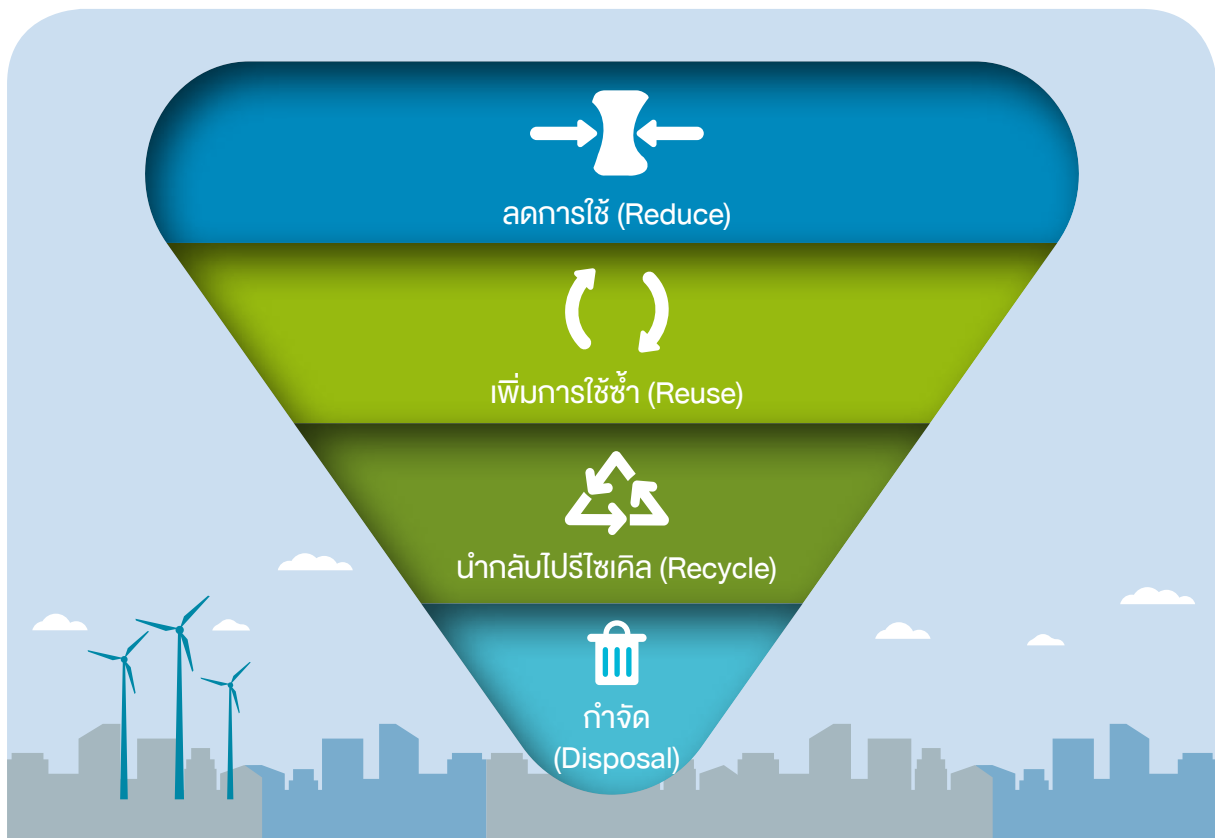 ลดการใช้ (Reduce)
เพิ่มการใช้ซ้ำ (Reuse)
นำกลับไปรีไซเคิล (Recycle)
กำจัด
(Disposal)